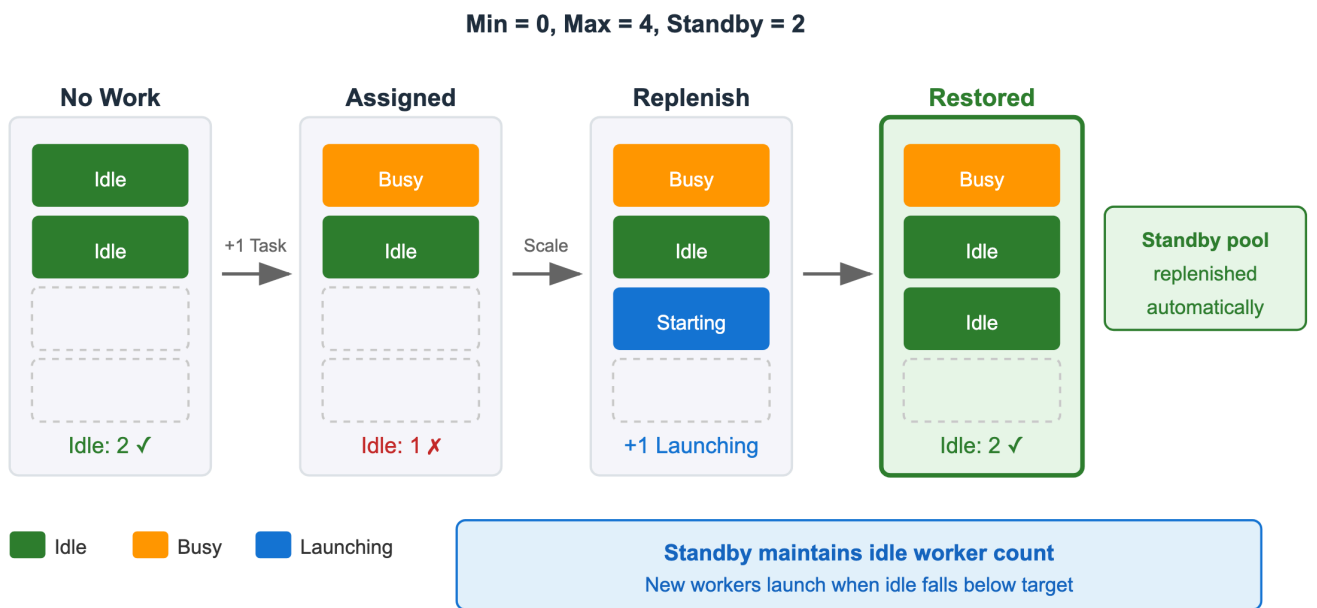 Min = 0, Max = 4, Standby = 2
No Work
Idle
Idle
Idle: 2 ✓
+1 Task
Assigned
Busy
Idle
Idle: 1 ✗
Scale
Replenish
Busy
Idle
Starting
+1 Launching
Restored
Busy
Idle
Idle
Idle: 2 ✓
Standby pool
replenished
automatically
Idle
Busy
Launching
Standby maintains idle worker count
New workers launch when idle falls below target